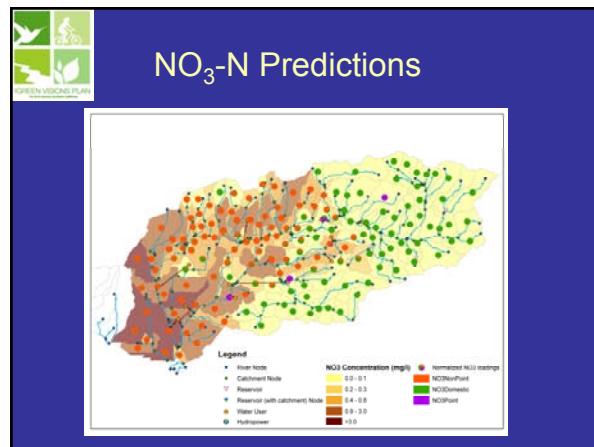 GREEN VISIONS PLAN
NO3-N Predictions
Legend
River Node
Catchment Node
Reservoir
Reservoir (with catchment) Node
Water User
Hydropower
NO3 Concentration (mg/l)
0.0 - 0.1
0.2 - 0.3
0.4 - 0.8
0.9 - 3.0
>3.0
Normalized NO3 loadings
NO3NonPoint
NO3Domestic
NO3Point